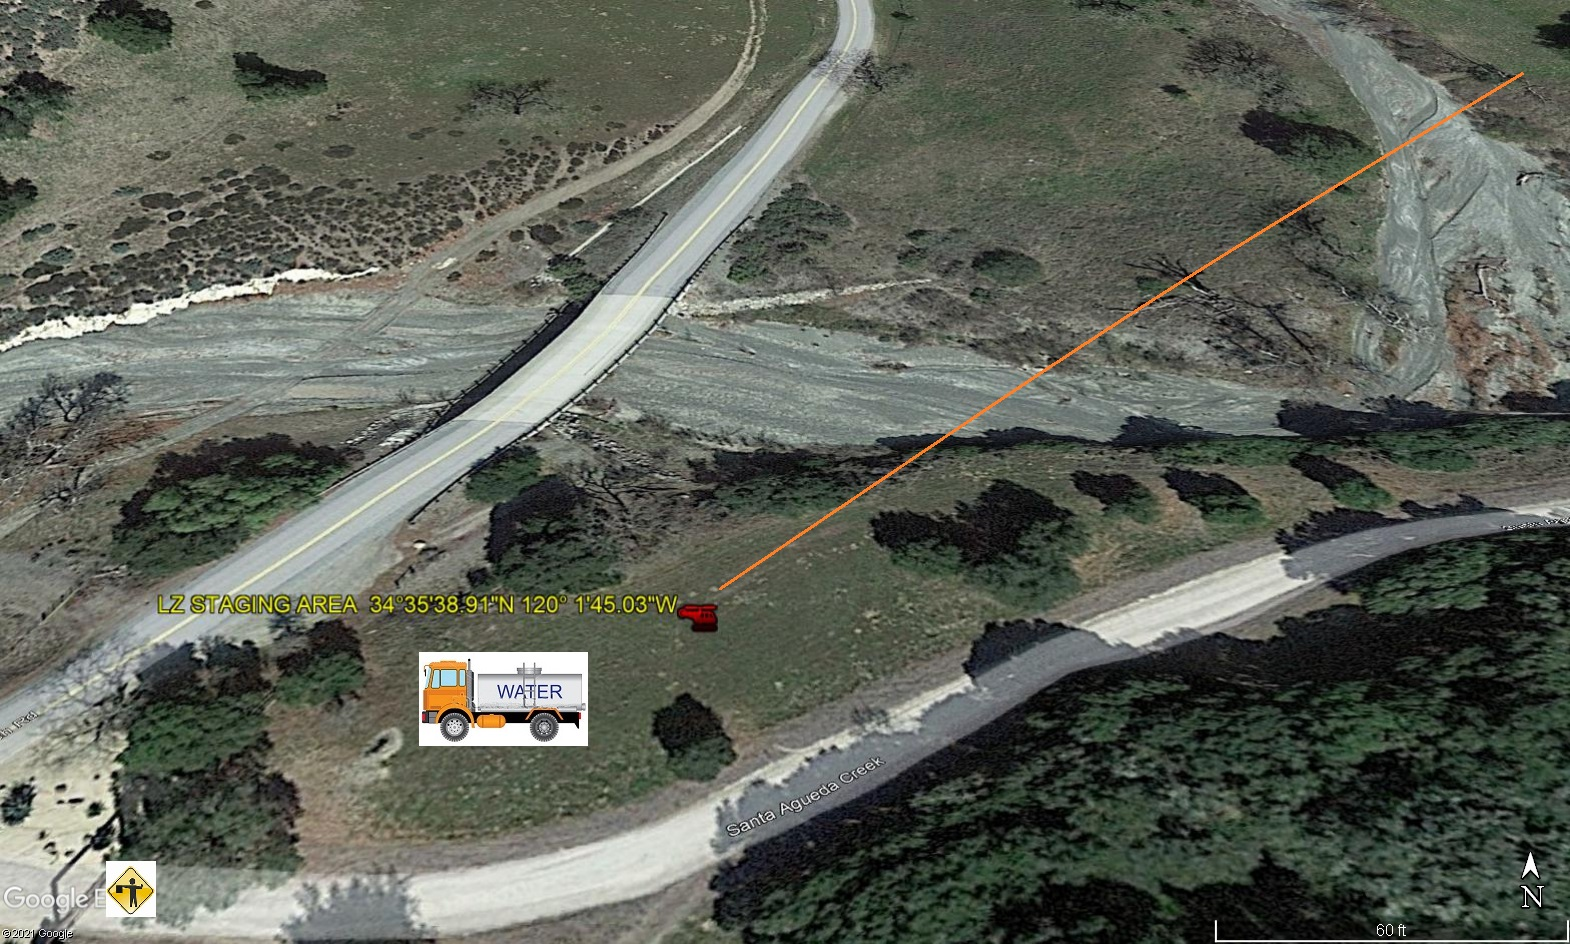 LZ STAGING AREA 34°35'38.91"N 120° 1'45.03"W
WATER
Rd
Santa Agueda Creek
Google E
©2021 Google
N
60 ft